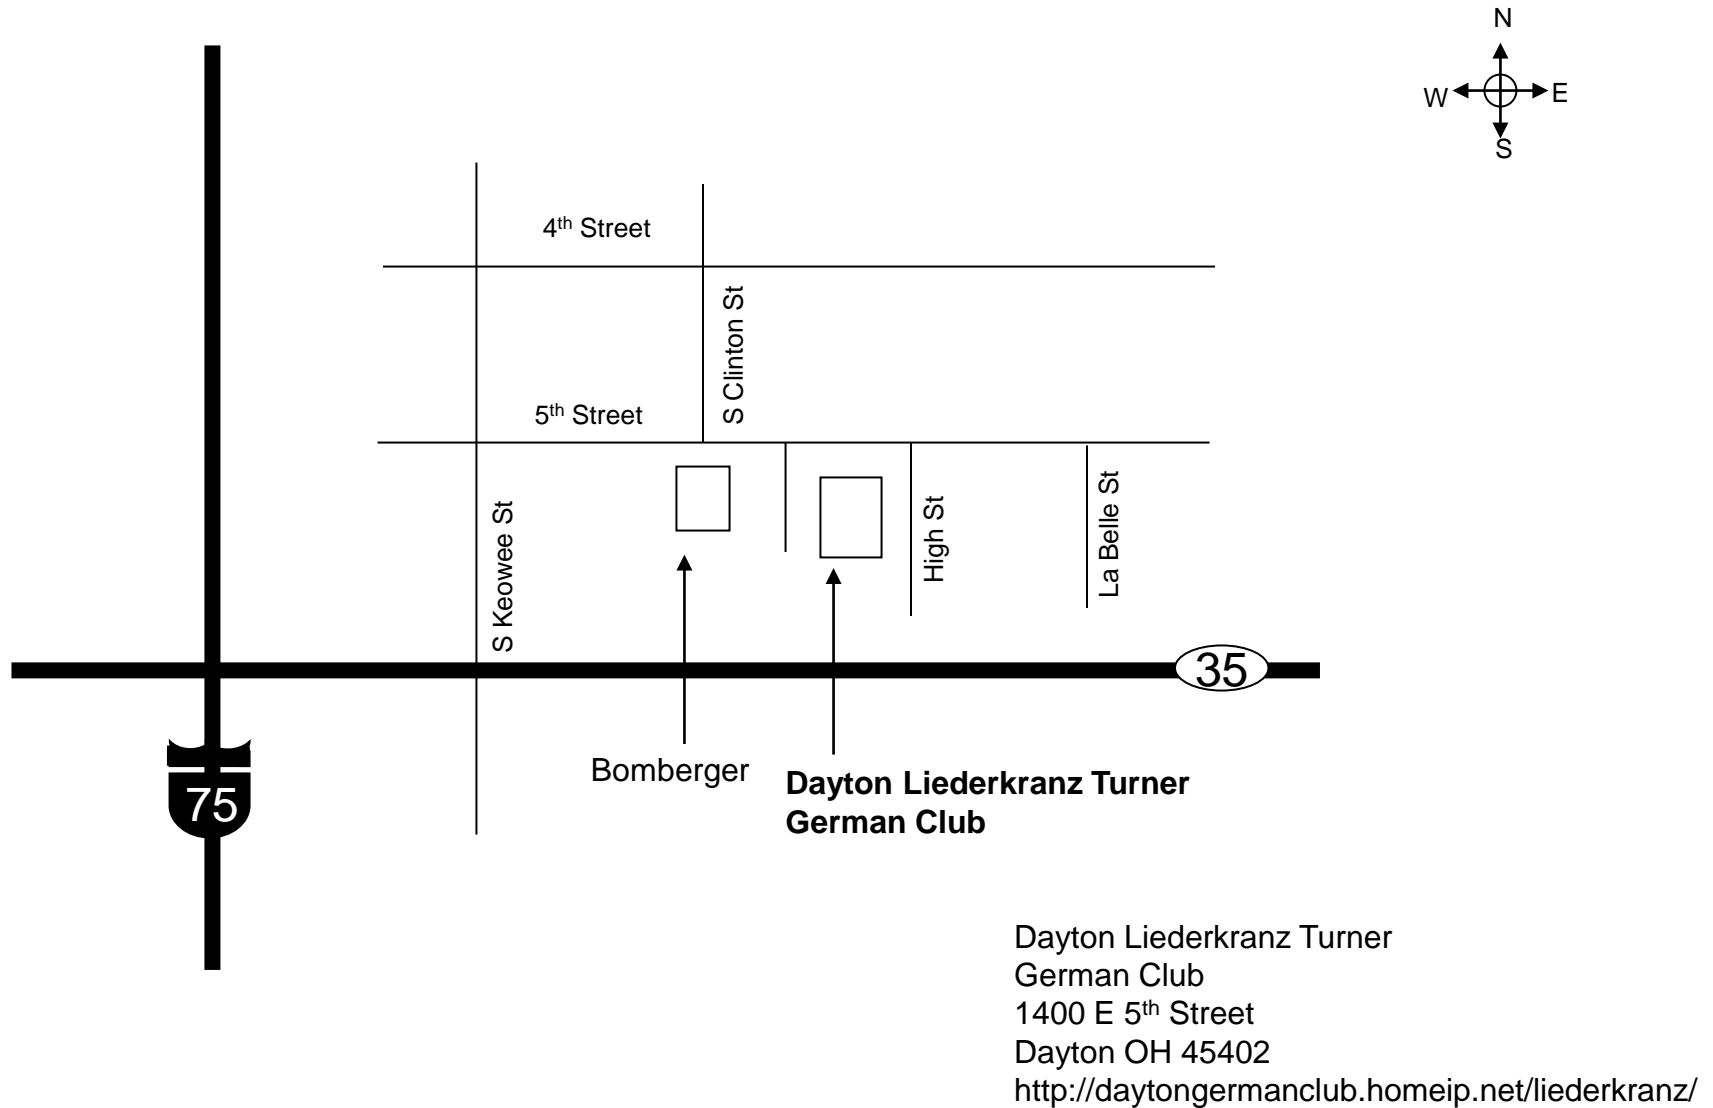 N
W
E
S
4th Street
S Clinton St
5th Street
S Keowee St
High St
La Belle St
35
75
Bomberger
Dayton Liederkranz Turner
German Club
Dayton Liederkranz Turner
German Club
1400 E 5th Street
Dayton OH 45402
http://daytongermanclub.homeip.net/liederkranz/